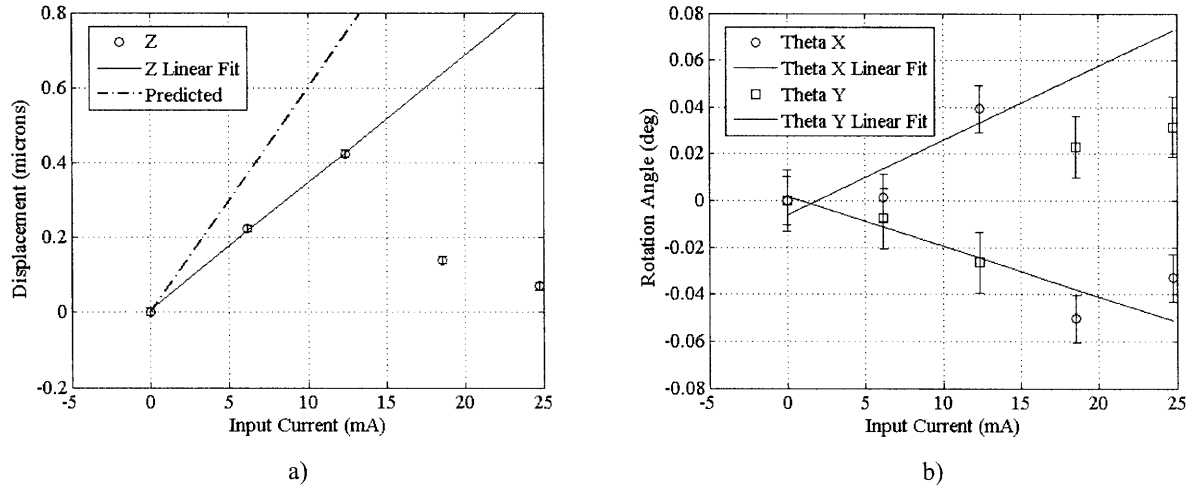 0.8
0.6
0.4
0.2
0
-0.2
-5 0 5 10 15 20 25
Displacement (microns)
Input Current (mA)
Z
Z Linear Fit
Predicted
a)
0.08
0.06
0.04
0.02
0
-0.02
-0.04
-0.06
-0.08
-5 0 5 10 15 20 25
Rotation Angle (deg)
Input Current (mA)
Theta X
Theta X Linear Fit
Theta Y
Theta Y Linear Fit
b)